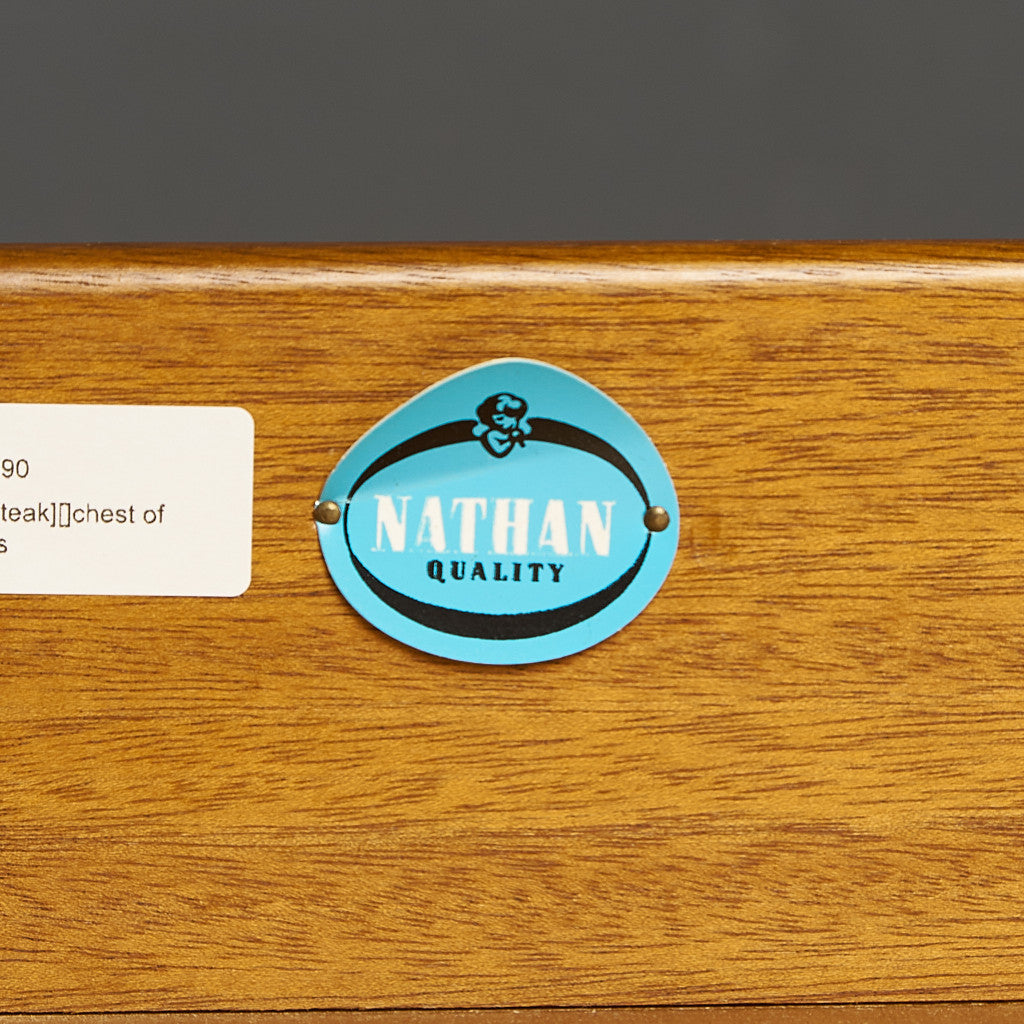 90
teak][]chest of
s
NATHAN
QUALITY